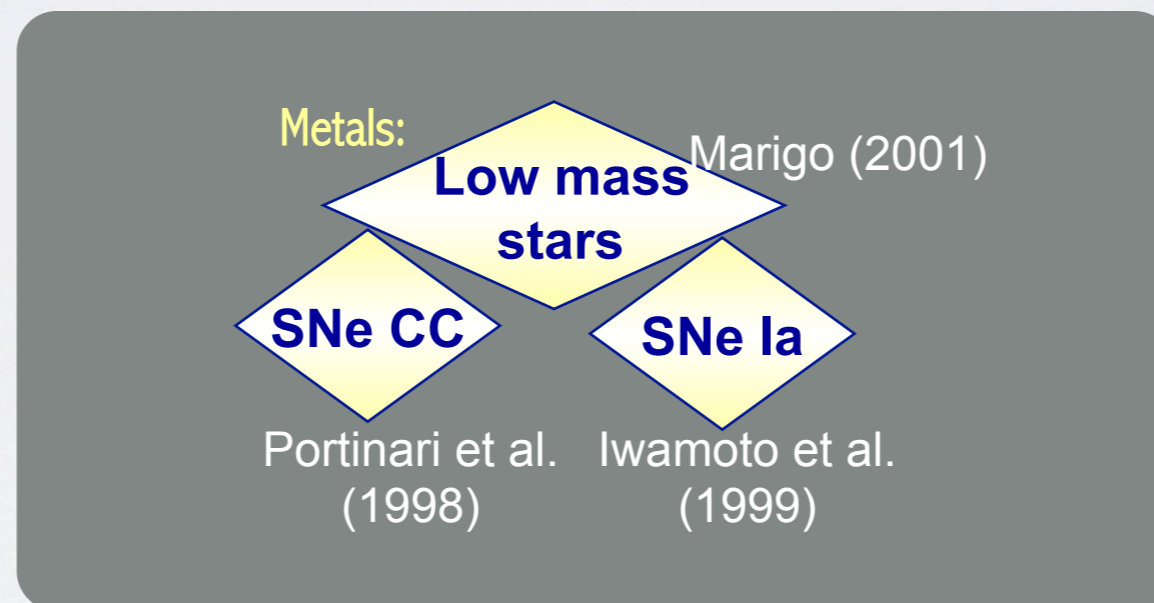 Metals:
Low mass
stars
Marigo (2001)
SNe CC
SNe Ia
Portinari et al.
(1998)
Iwamoto et al.
(1999)